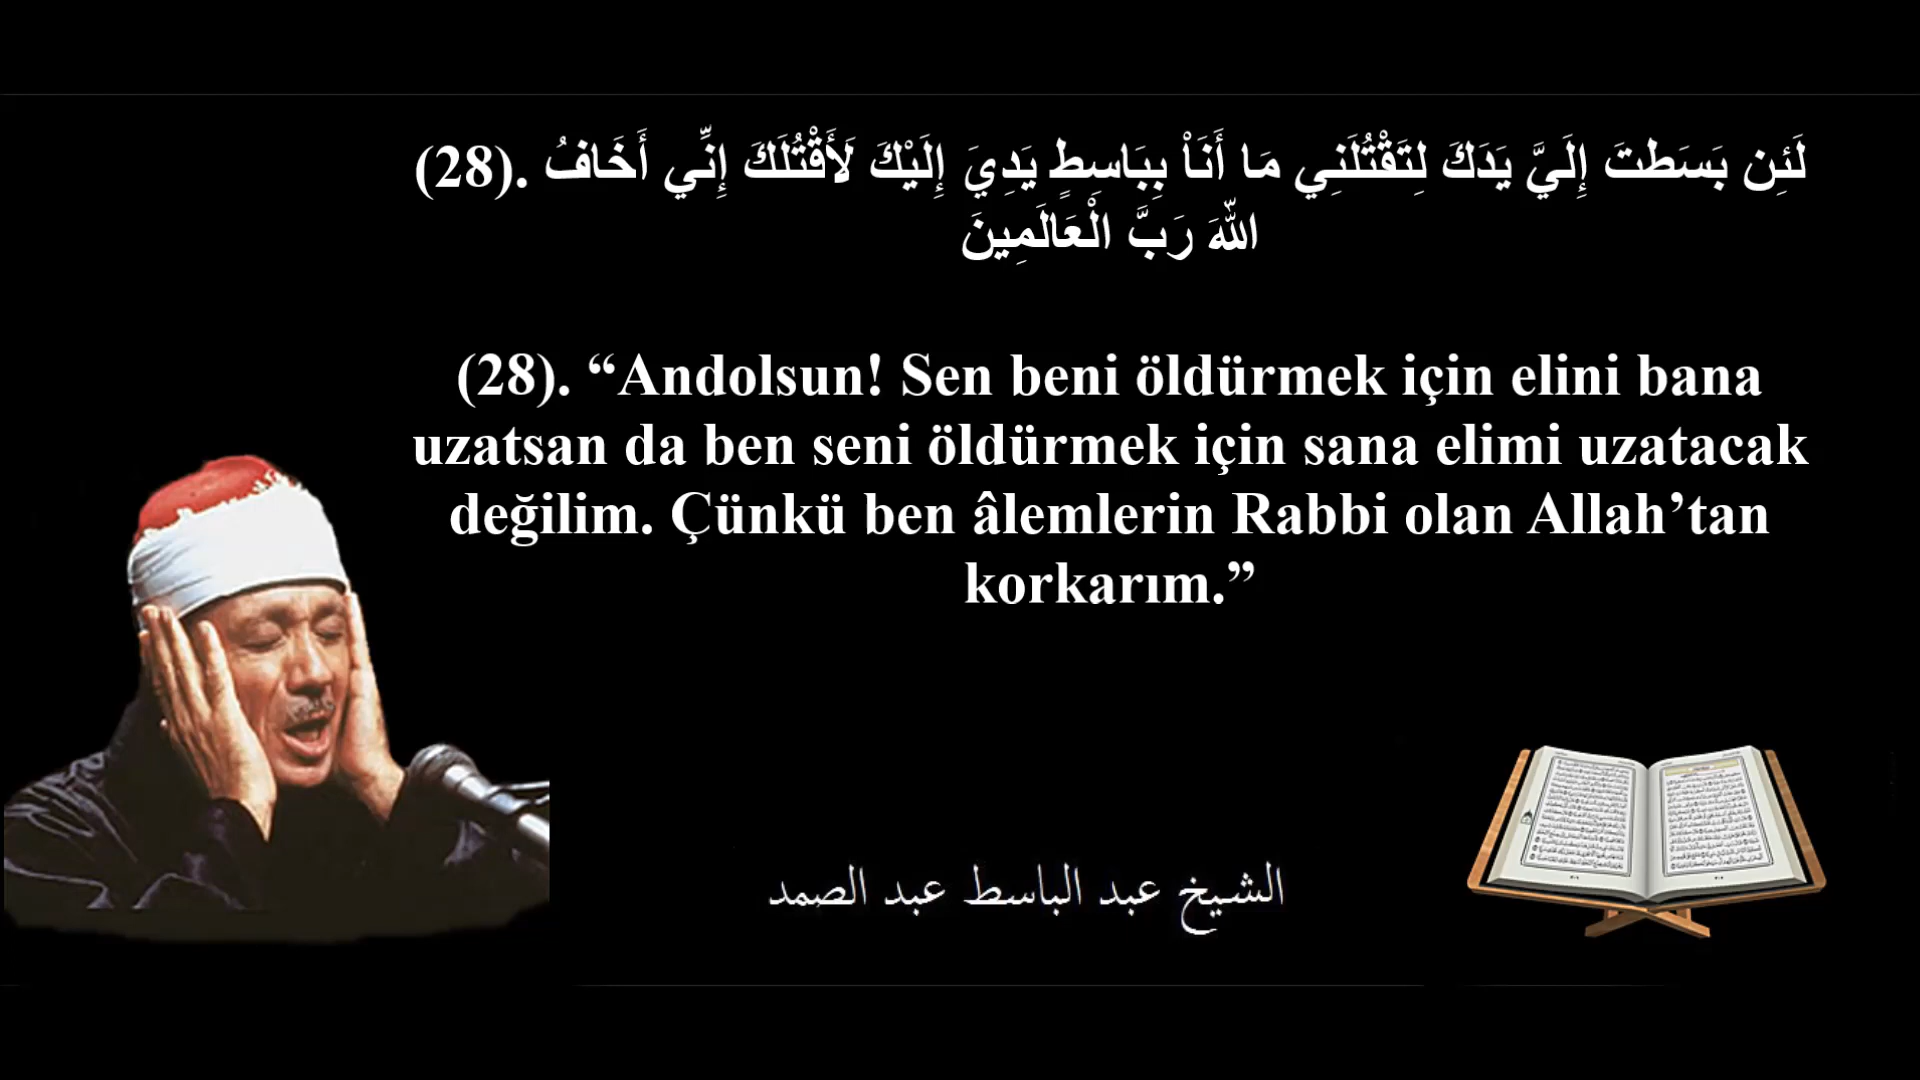 (28). لَئِن بَسَطتَ إِلَيَّ يَدَكَ لِتَقْتُلَنِي مَا أَنَاْ بِبَاسِطٍ يَدِيَ إِلَيْكَ لَأَقْتُلَكَ إِنِّي أَخَافُ
اللّهَ رَبَّ الْعَالَمِينَ
(28). “Andolsun! Sen beni öldürmek için elini bana
uzatsan da ben seni öldürmek için sana elimi uzatacak
değilim. Çünkü ben âlemlerin Rabbi olan Allah’tan
korkarım.”
الشيخ عبد الباسط عبد الصمد